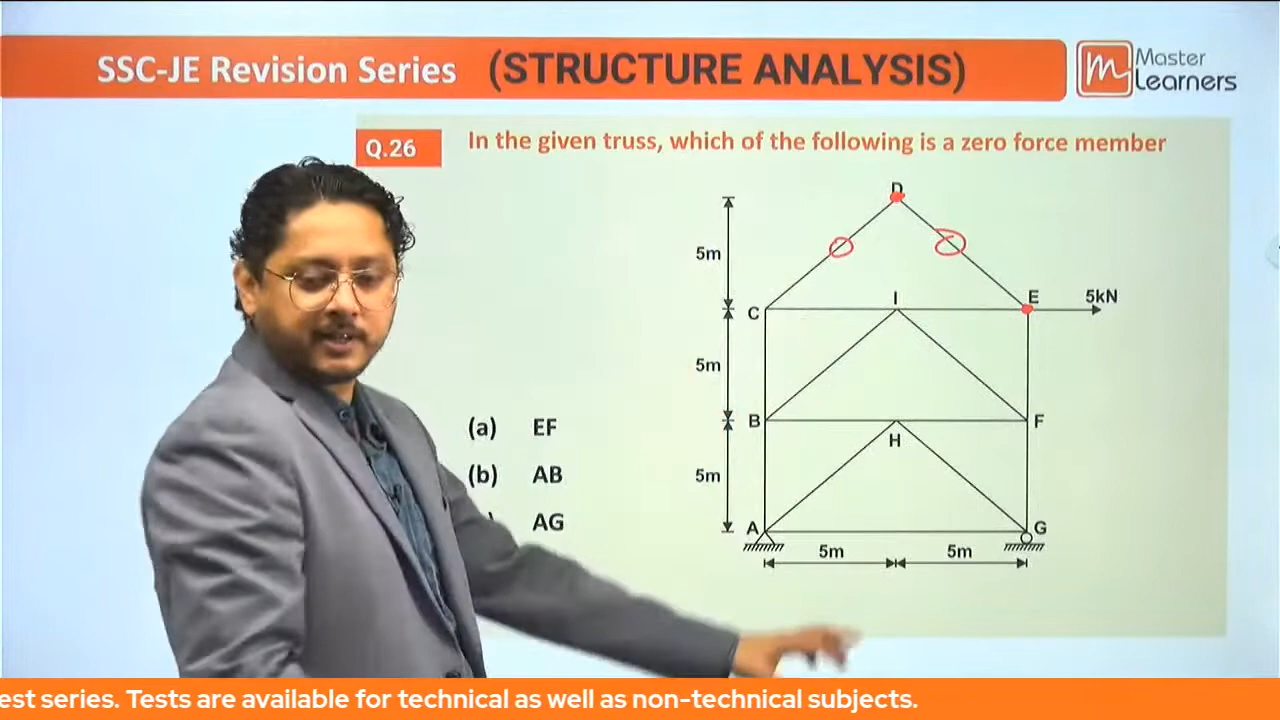 SSC-JE Revision Series (STRUCTURE ANALYSIS)
Master
Learners
Q.26 In the given truss, which of the following is a zero force member
D
5m
C I E 5kN
5m
B F
H
5m
A G
5m 5m
(a) EF
(b) AB
AG
est series. Tests are available for technical as well as non-technical subjects.